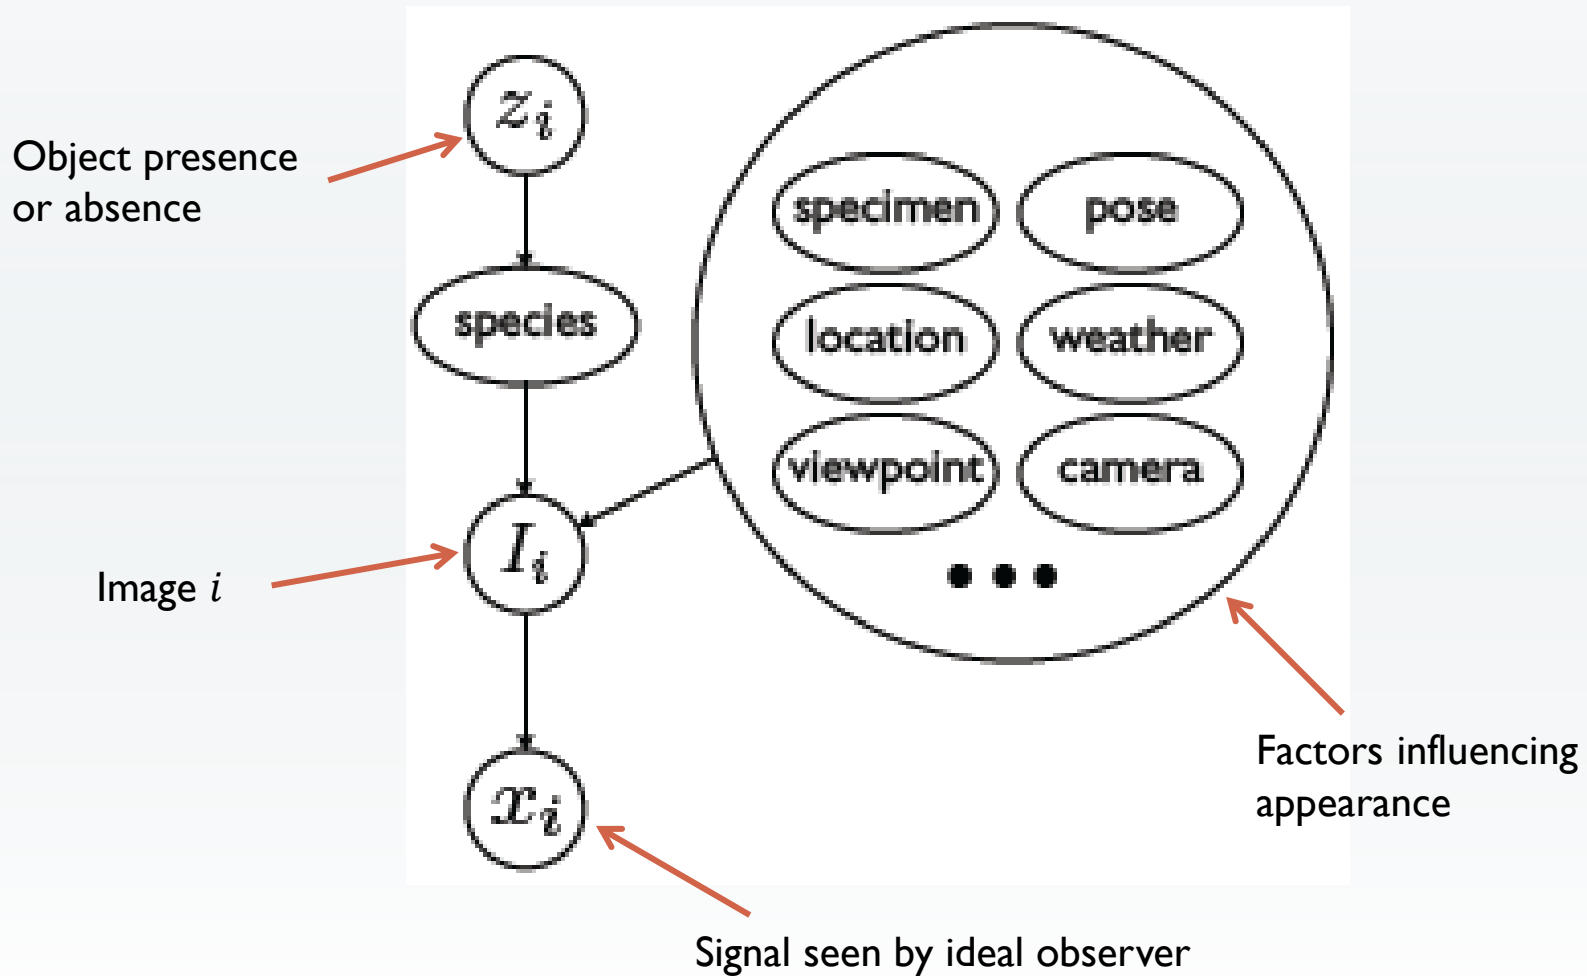 z_i
Object presence
or absence
specimen
pose
species
location
weather
viewpoint
camera
I_i
Image i
•••
Factors influencing
appearance
x_i
Signal seen by ideal observer